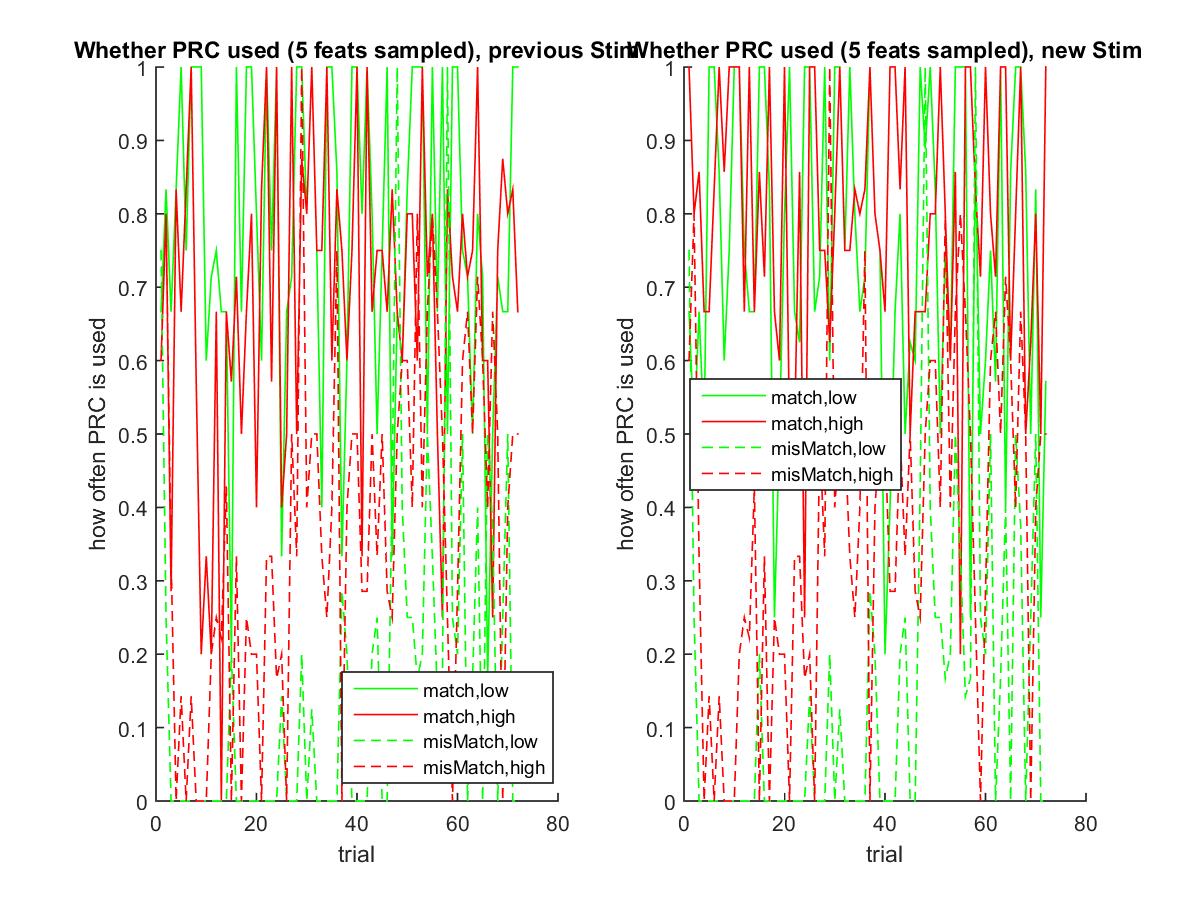 Whether PRC used (5 feats sampled), previous Stim
how often PRC is used
1
0.9
0.8
0.7
0.6
0.5
0.4
0.3
0.2
0.1
0
match,low
match,high
misMatch,low
misMatch,high
0 20 40 60 80
trial
Whether PRC used (5 feats sampled), new Stim
how often PRC is used
1
0.9
0.8
0.7
0.6
0.5
0.4
0.3
0.2
0.1
0
match,low
match,high
misMatch,low
misMatch,high
0 20 40 60 80
trial